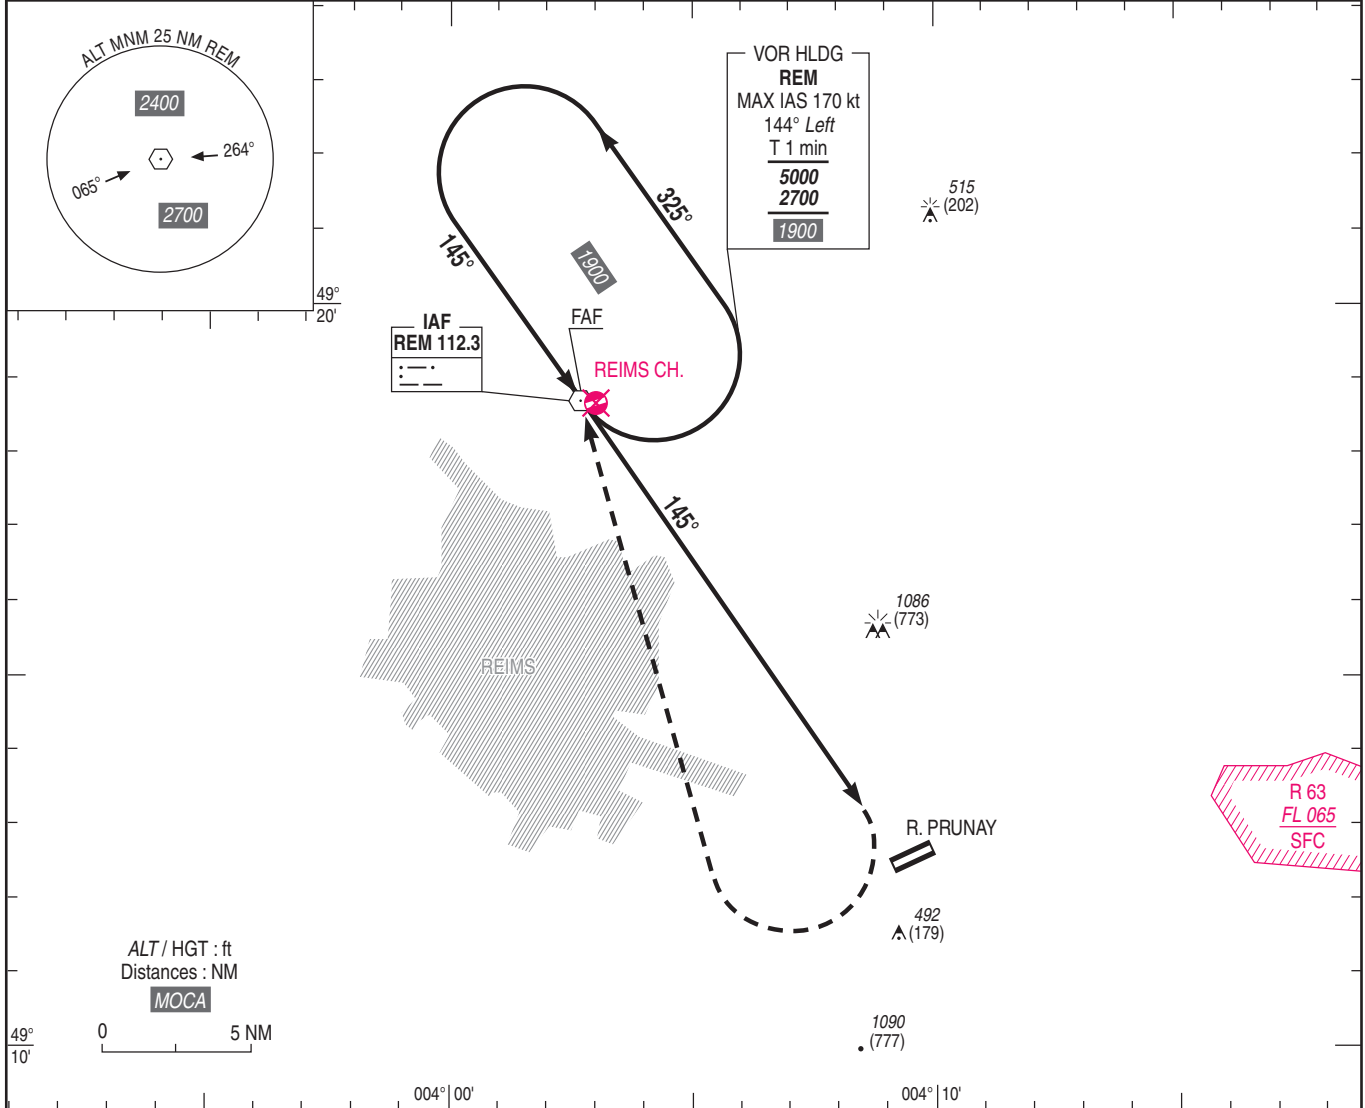 ALT MNM 25 NM REM
2400
264°
065°
2700
VOR HLDG
REM
MAX IAS 170 kt
144° Left
T 1 min
5000
2700
1900
515
(202)
325°
145°
1900
49°
20'
IAF
REM 112.3
FAF
REIMS CH.
145°
1086
(773)
REIMS
R 63
FL 065
SFC
R. PRUNAY
492
(179)
ALT / HGT : ft
Distances : NM
MOCA
0 5 NM
1090
(777)
49°
10'
004° 00'
004° 10'